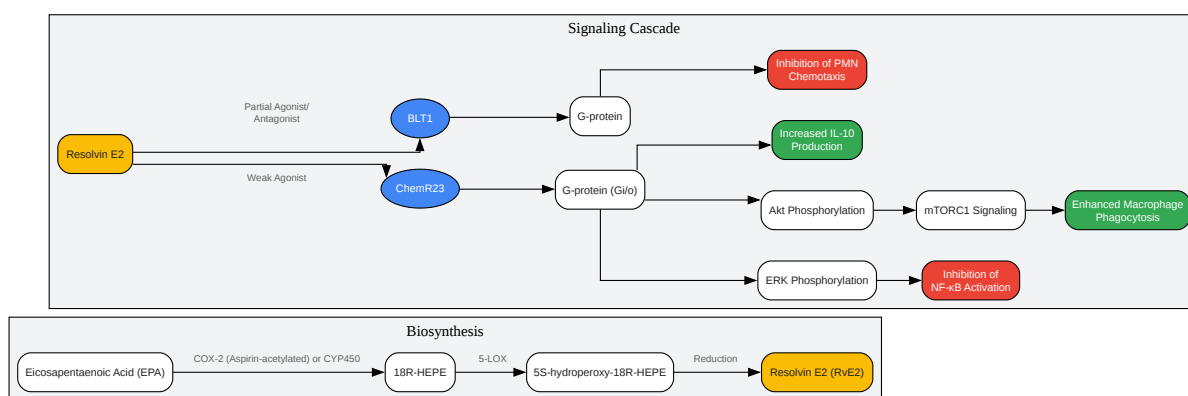 Signaling Cascade
Inhibition of PMN
Chemotaxis
Partial Agonist/
Antagonist
BLT1
G-protein
Increased IL-10
Production
Resolvin E2
Weak Agonist
ChemR23
G-protein (Gi/o)
Akt Phosphorylation
mTORC1 Signaling
Enhanced Macrophage
Phagocytosis
ERK Phosphorylation
Inhibition of
NF-κB Activation
Biosynthesis
Eicosapentaenoic Acid (EPA)
COX-2 (Aspirin-acetylated) or CYP450
18R-HEPE
5-LOX
5S-hydroperoxy-18R-HEPE
Reduction
Resolvin E2 (RvE2)